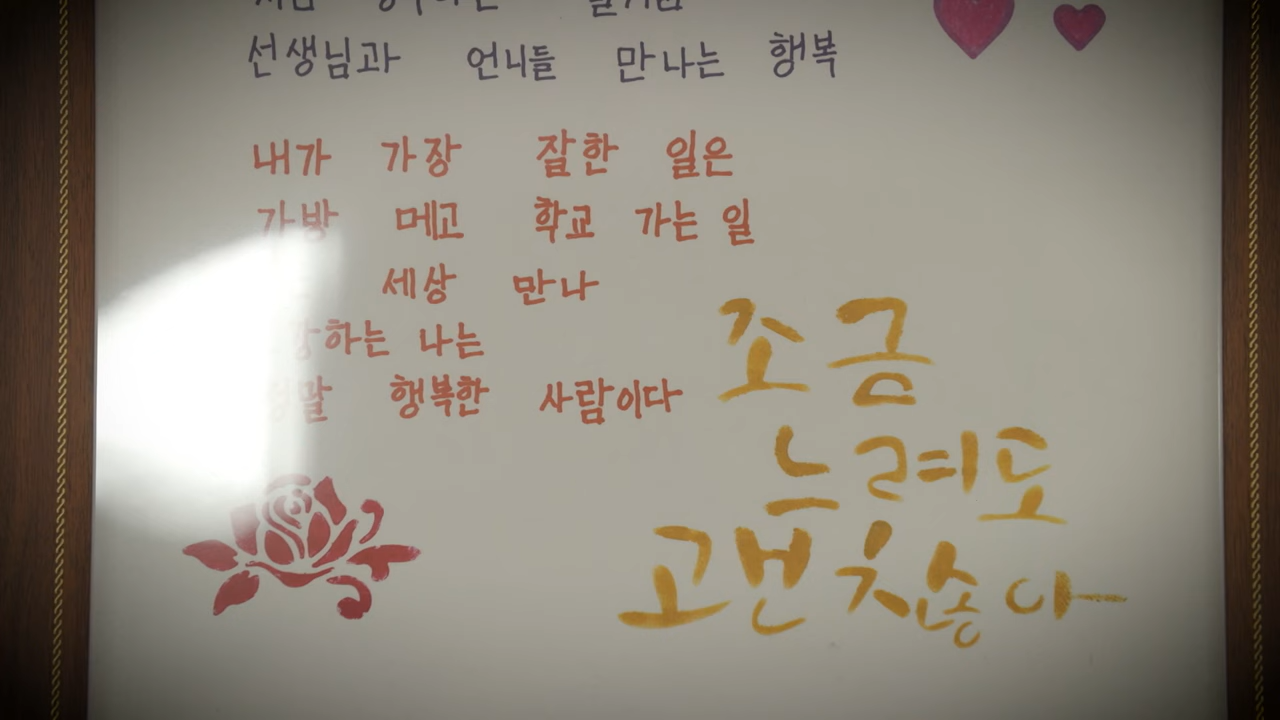 선생님과 언니들 만나는 행복
내가 가장 잘한 일은
가방 메고 학교 가는 일
세상 만나
나는
행복한 사람이다
조금
느려도
괜찮아